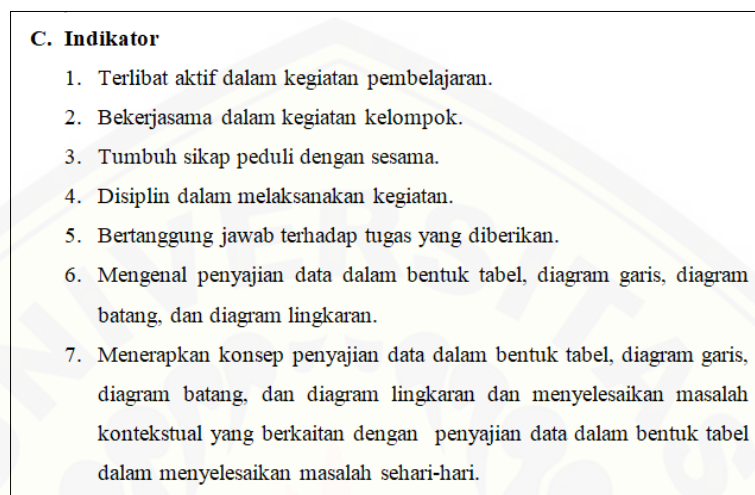 C. Indikator
1. Terlibat aktif dalam kegiatan pembelajaran.
2. Bekerjasama dalam kegiatan kelompok.
3. Tumbuh sikap peduli dengan sesama.
4. Disiplin dalam melaksanakan kegiatan.
5. Bertanggung jawab terhadap tugas yang diberikan.
6. Mengenal penyajian data dalam bentuk tabel, diagram garis, diagram
batang, dan diagram lingkaran.
7. Menerapkan konsep penyajian data dalam bentuk tabel, diagram garis,
diagram batang, dan diagram lingkaran dan menyelesaikan masalah
kontekstual yang berkaitan dengan penyajian data dalam bentuk tabel
dalam menyelesaikan masalah sehari-hari.